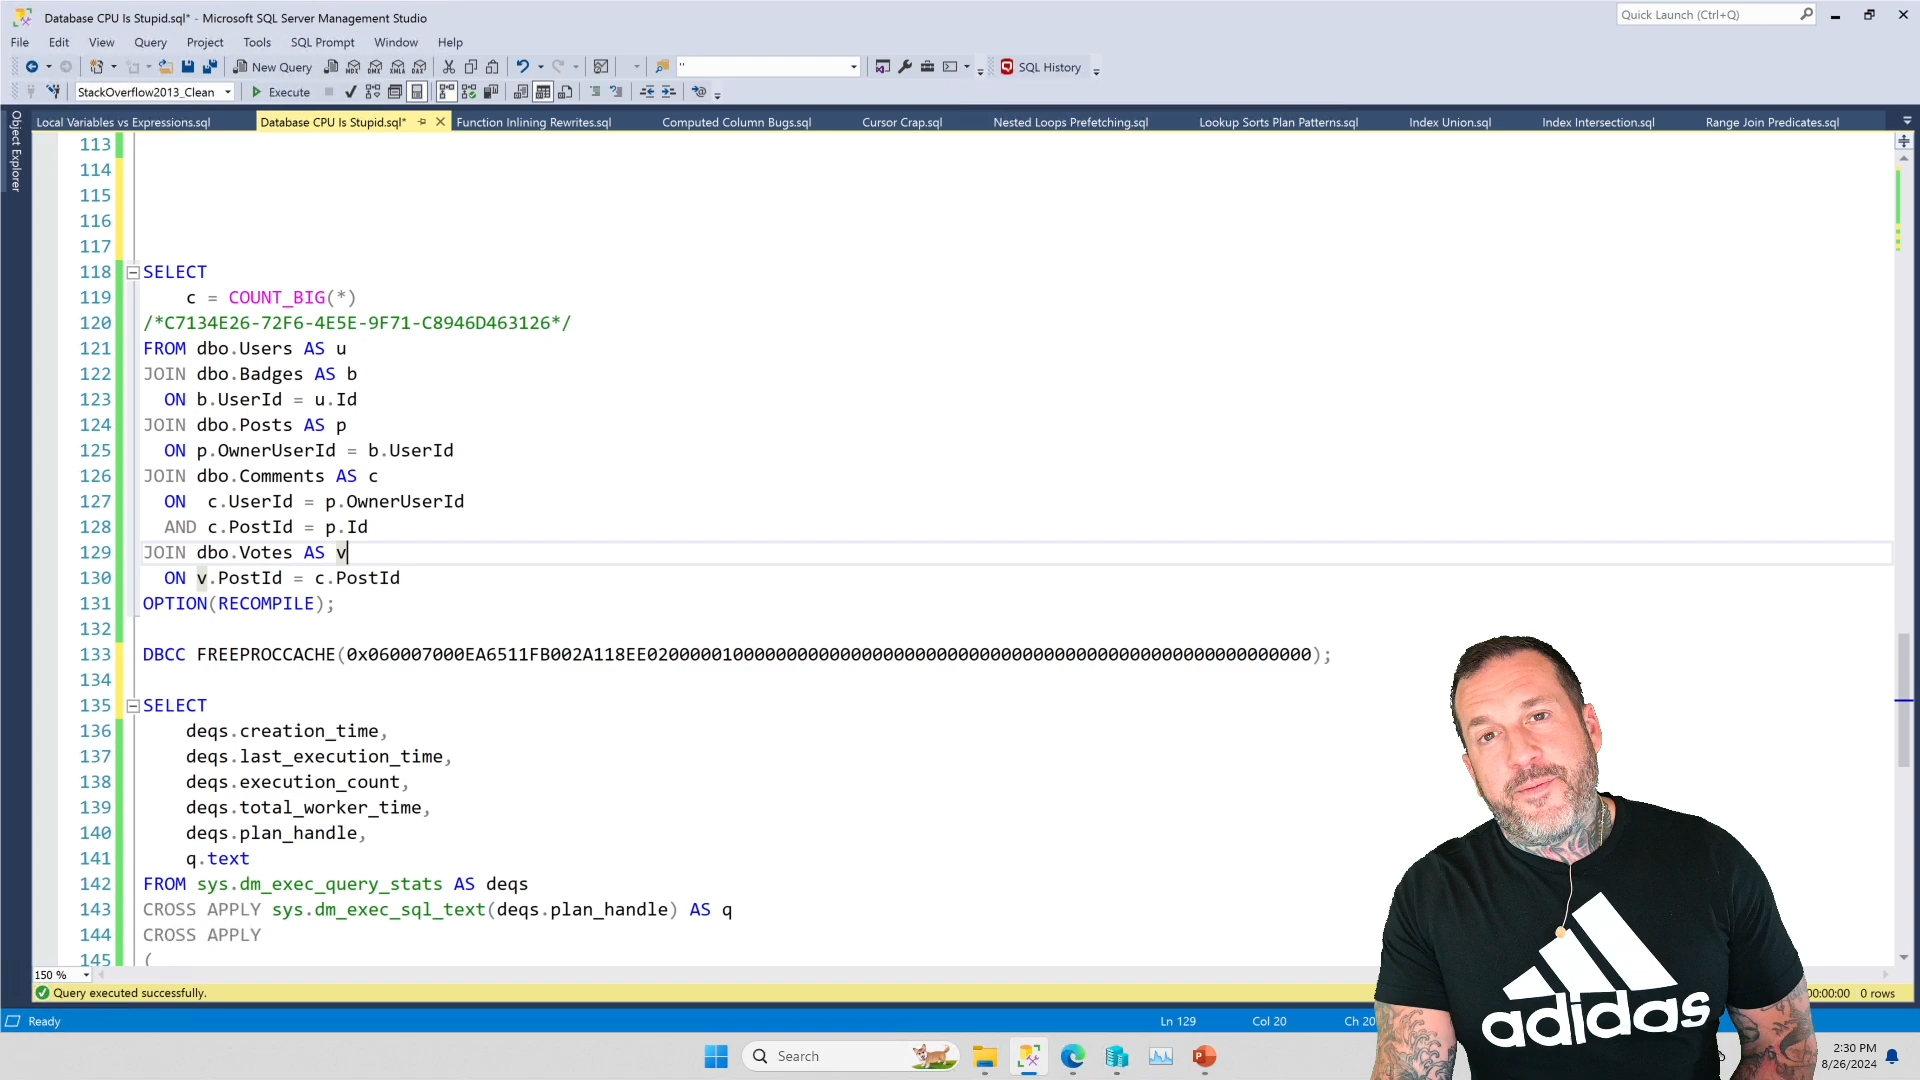 Database CPU Is Stupid.sql* - Microsoft SQL Server Management Studio
Quick Launch (Ctrl+Q)
File Edit View Query Project Tools SQL Prompt Window Help
New Query
"
SQL History
StackOverflow2013_Clean
Execute
Object Explorer
Local Variables vs Expressions.sql
Database CPU Is Stupid.sql*
Function Inlining Rewrites.sql
Computed Column Bugs.sql
Cursor Crap.sql
Nested Loops Prefetching.sql
Lookup Sorts Plan Patterns.sql
Index Union.sql
Index Intersection.sql
Range Join Predicates.sql
113
114
115
116
117
118 SELECT
119 c = COUNT_BIG(*)
120 /*C7134E26-72F6-4E5E-9F71-C8946D463126*/
121 FROM dbo.Users AS u
122 JOIN dbo.Badges AS b
123 ON b.UserId = u.Id
124 JOIN dbo.Posts AS p
125 ON p.OwnerUserId = b.UserId
126 JOIN dbo.Comments AS c
127 ON c.UserId = p.OwnerUserId
128 AND c.PostId = p.Id
129 JOIN dbo.Votes AS v
130 ON v.PostId = c.PostId
131 OPTION(RECOMPILE);
132
133 DBCC FREEPROCCACHE(0x060007000EA6511FB002A118EE02000001000000000000000000000000000000000000000000000000000000);
134
135 SELECT
136 deqs.creation_time,
137 deqs.last_execution_time,
138 deqs.execution_count,
139 deqs.total_worker_time,
140 deqs.plan_handle,
141 q.text
142 FROM sys.dm_exec_query_stats AS deqs
143 CROSS APPLY sys.dm_exec_sql_text(deqs.plan_handle) AS q
144 CROSS APPLY
145 (
150 %
Query executed successfully.
00:00:00 0 rows
Ready
Ln 129 Col 20 Ch 20
adidas
Search
2:30 PM
8/26/2024